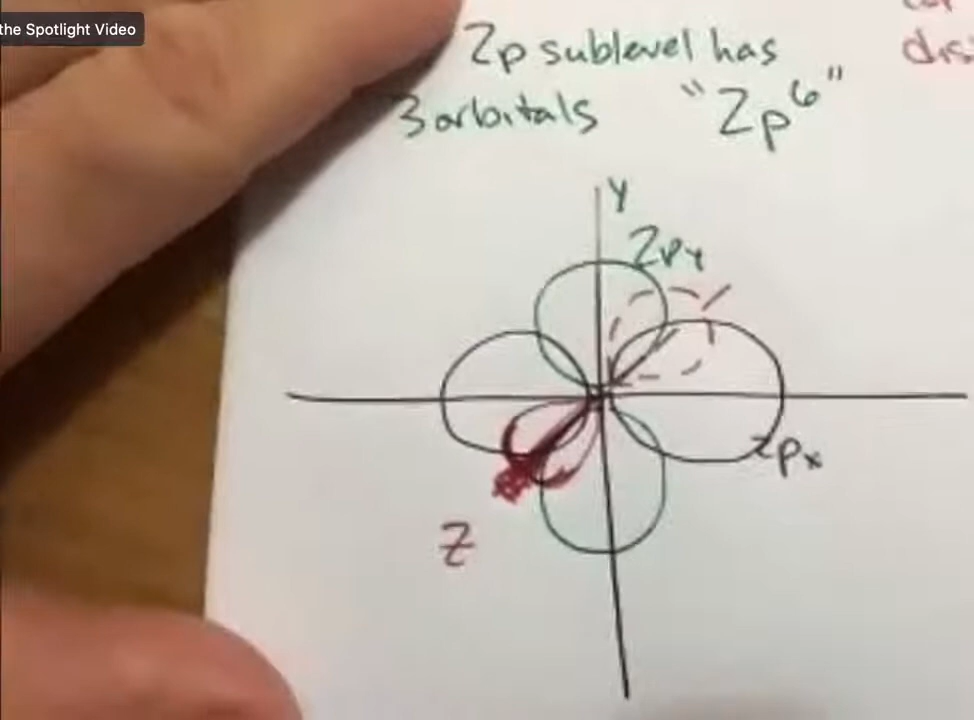 the Spotlight Video
2p sublevel has
3 orbitals "2p⁶"
Y
2py
2px
Z